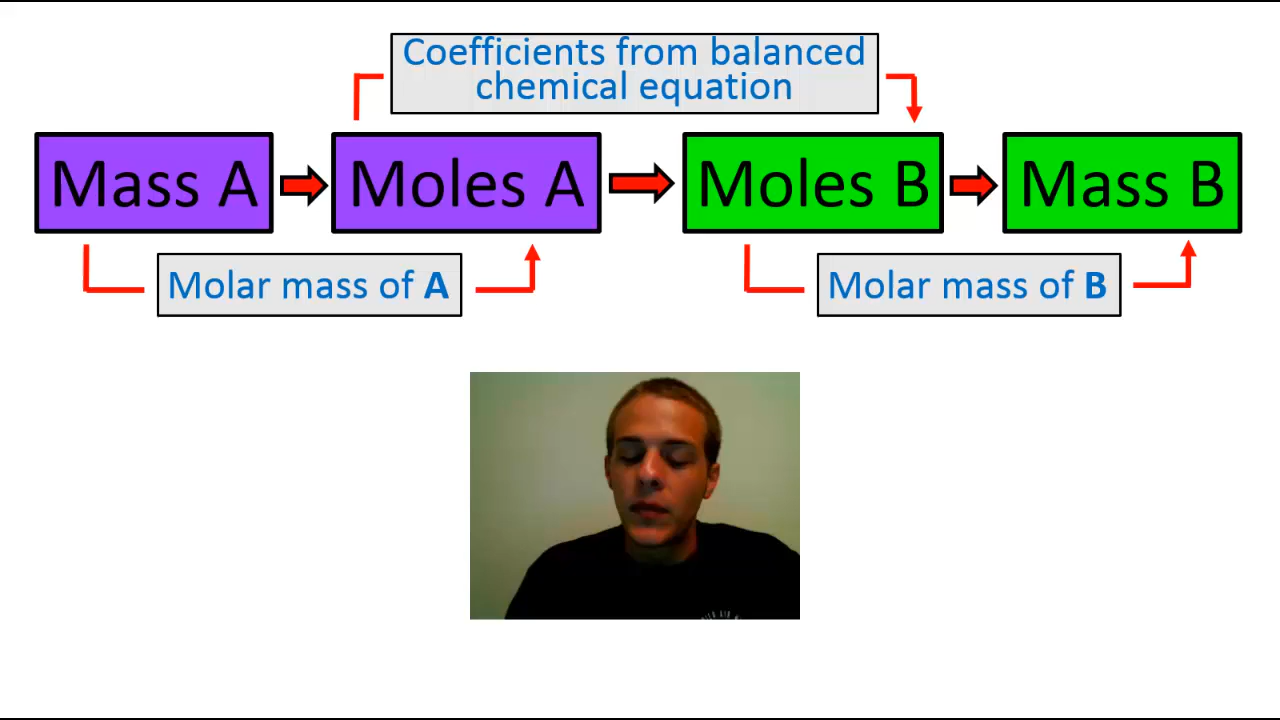 Coefficients from balanced
chemical equation
Mass A
Moles A
Moles B
Mass B
Molar mass of A
Molar mass of B